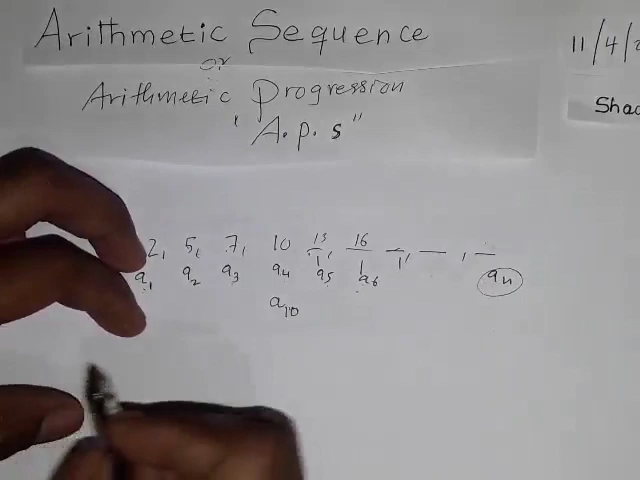 Arithmetic Sequence
or
Arithmetic Progression
"A.p.s"
11/4/2
Shad
2, 5, 7, 10 13, 16
a1 a2 a3 a4 a5 a6 an
a10